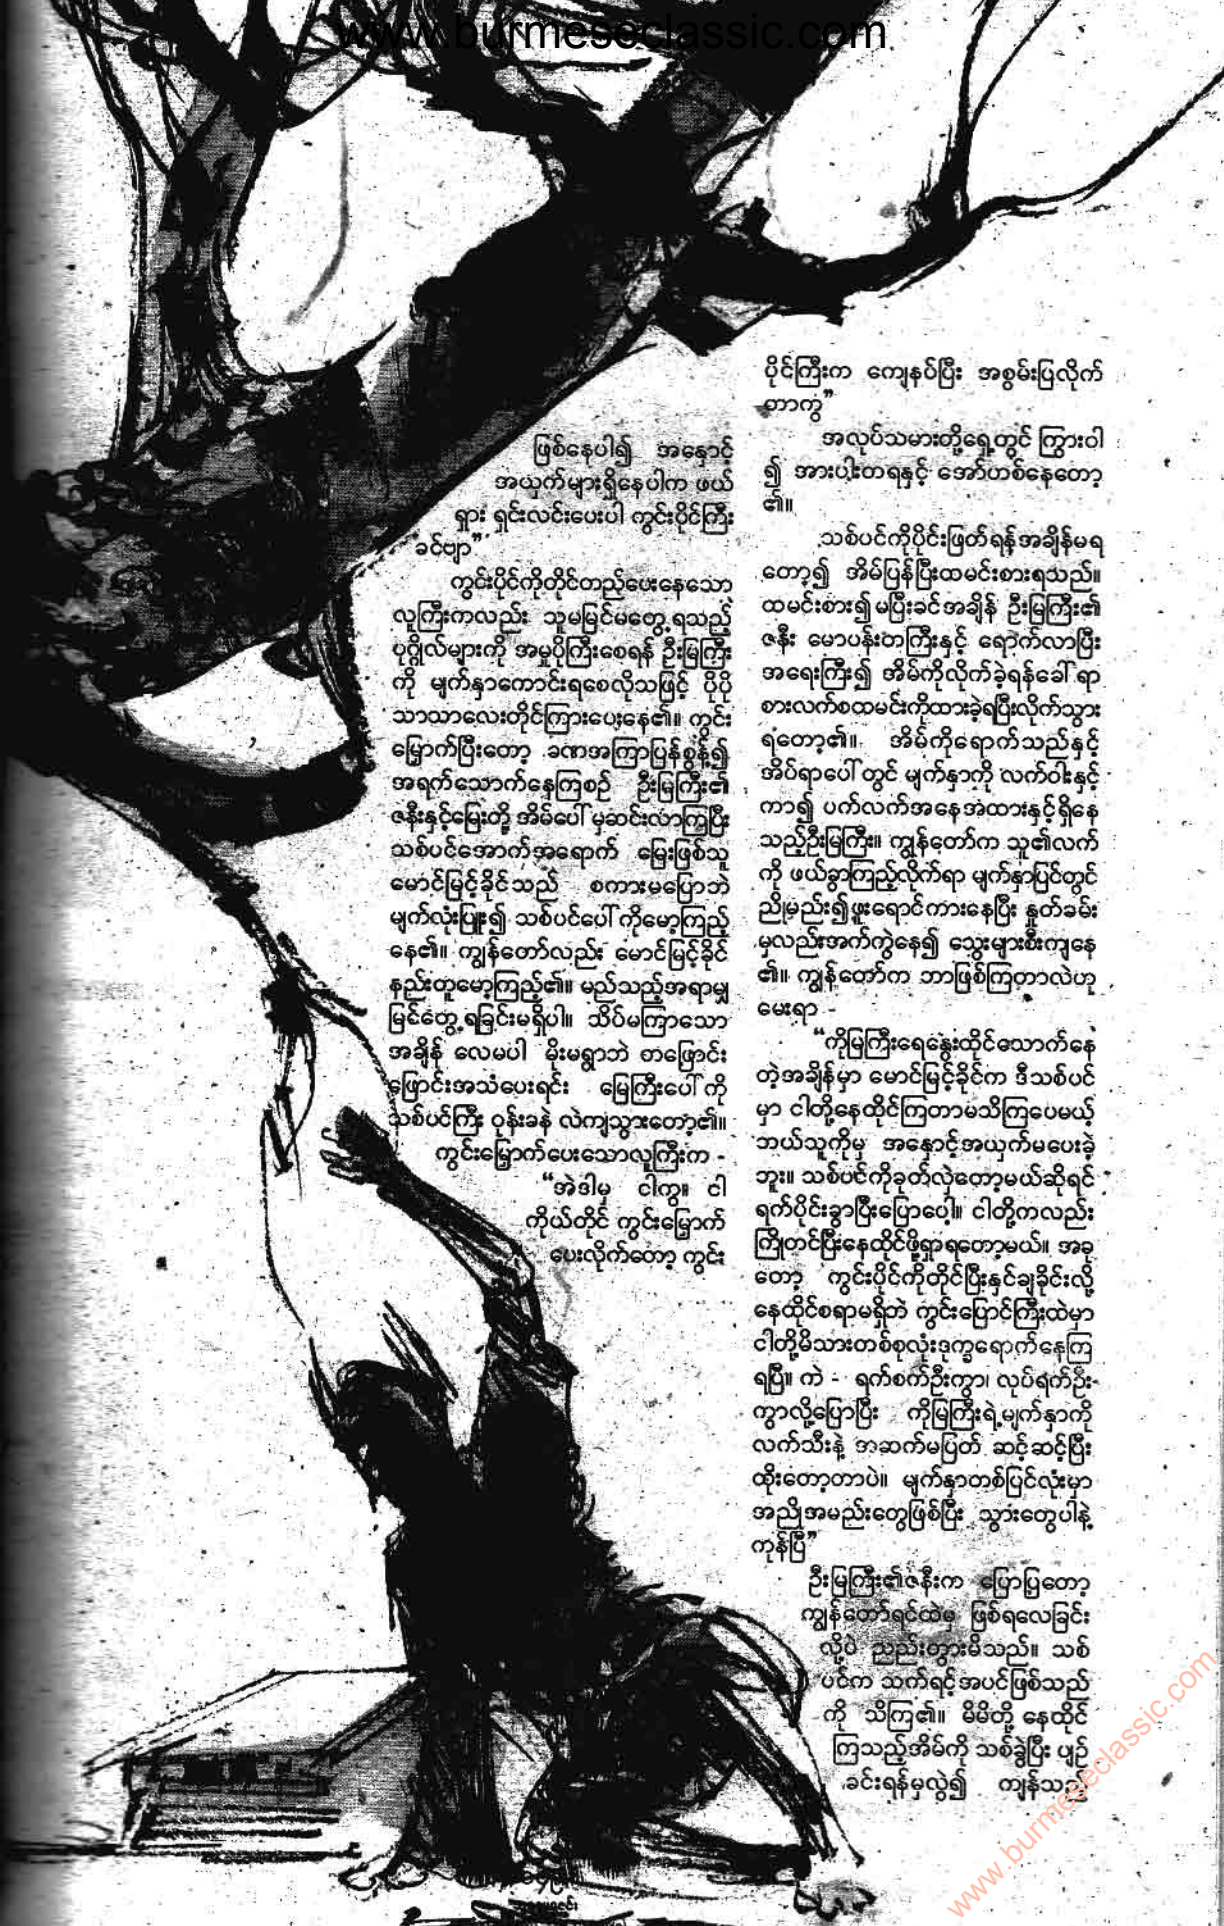 www.burmeseclassic.com
ဖြစ်နေပါ၍ အနှောင့်
အယှက်များရှိနေပါက ဖယ်
ရှား ရှင်းလင်းပေးပါ ကွင်းပိုင်ကြီး
ခင်ဗျာ”
ကွင်းပိုင်ကိုတိုင်တည်ပေးနေသော
လူကြီးကလည်း သူမမြင်မတွေ့ရသည့်
ပုဂ္ဂိုလ်များကို အမှုပိုကြီးစေရန် ဦးမြကြီး
ကို မျက်နှာကောင်းရစေလိုသဖြင့် ပိုပို
သာသာလေးတိုင်ကြားပေးနေ၏။ ကွင်း
မြှောက်ပြီးတော့ ခဏအကြာပြန်စွန့်၍
အရက်သောက်နေကြစဉ် ဦးမြကြီး၏
ဇနီးနှင့်မြေးတို့ အိမ်ပေါ်မှဆင်းလာကြပြီး
သစ်ပင်အောက်အရောက် မြေးဖြစ်သူ
မောင်မြင့်ခိုင်သည် စကားမပြောဘဲ
မျက်လုံးပြူး၍ သစ်ပင်ပေါ်ကိုမော့ကြည့်
နေ၏။ ကျွန်တော်လည်း မောင်မြင့်ခိုင်
နည်းတူမော့ကြည့်၏။ မည်သည့်အရာမျှ
မြင်တွေ့ရခြင်းမရှိပါ။ သိပ်မကြာသော
အချိန် လေမပါ မိုးမရွာဘဲ တဖြောင်း
ဖြောင်းအသံပေးရင်း မြေကြီးပေါ်ကို
သစ်ပင်ကြီး ဝုန်းခနဲ လဲကျသွားတော့၏။
ကွင်းမြှောက်ပေးသောလူကြီးက -
“အဲဒါမှ ငါကွ။ ငါ
ကိုယ်တိုင် ကွင်းမြှောက်
ပေးလိုက်တော့ ကွင်း
ပိုင်ကြီးက ကျေနပ်ပြီး အစွမ်းပြလိုက်
တာကွ”
အလုပ်သမားတို့ရှေ့တွင် ကြွားဝါ
၍ အားပါးတရနှင့် အော်ဟစ်နေတော့
၏။
သစ်ပင်ကိုပိုင်းဖြတ်ရန်အချိန်မရ
တော့၍ အိမ်ပြန်ပြီးထမင်းစားရသည်။
ထမင်းစား၍မပြီးခင်အချိန် ဦးမြကြီး၏
ဇနီး မောပန်းတကြီးနှင့် ရောက်လာပြီး
အရေးကြီး၍ အိမ်ကိုလိုက်ခဲ့ရန်ခေါ်ရာ
စားလက်စထမင်းကိုထားခဲ့ရပြီးလိုက်သွား
ရတော့၏။ အိမ်ကိုရောက်သည်နှင့်
အိပ်ရာပေါ်တွင် မျက်နှာကို လက်ဝါးနှင့်
ကာ၍ ပက်လက်အနေအထားနှင့်ရှိနေ
သည့်ဦးမြကြီး။ ကျွန်တော်က သူ၏လက်
ကို ဖယ်ခွာကြည့်လိုက်ရာ မျက်နှာပြင်တွင်
ညိုမည်း၍ဖူးရောင်ကားနေပြီး နှုတ်ခမ်း
မှလည်းအက်ကွဲနေ၍ သွေးများစီးကျနေ
၏။ ကျွန်တော်က ဘာဖြစ်ကြတာလဲဟု
မေးရာ -
“ကိုမြကြီးရေနွေးထိုင်သောက်နေ
တဲ့အချိန်မှာ မောင်မြင့်ခိုင်က ဒီသစ်ပင်
မှာ ငါတို့နေထိုင်ကြတာမသိကြပေမယ့်
ဘယ်သူကိုမှ အနှောင့်အယှက်မပေးခဲ့
ဘူး။ သစ်ပင်ကိုခုတ်လှဲတော့မယ်ဆိုရင်
ရက်ပိုင်းခွာပြီးပြောပေါ့။ ငါတို့ကလည်း
ကြိုတင်ပြီးနေထိုင်ဖို့ရှာရတော့မယ်။ အခု
တော့ ကွင်းပိုင်ကိုတိုင်ပြီးနှင်ချခိုင်းလို့
နေထိုင်စရာမရှိဘဲ ကွင်းပြောင်ကြီးထဲမှာ
ငါတို့မိသားတစ်စုလုံးဒုက္ခရောက်နေကြ
ရပြီ။ ကဲ - ရက်စက်ဦးကွာ၊ လုပ်ရက်ဦး
ကွာလို့ပြောပြီး ကိုမြကြီးရဲ့မျက်နှာကို
လက်သီးနဲ့ အဆက်မပြတ် ဆင့်ဆင့်ပြီး
ထိုးတော့တာပဲ။ မျက်နှာတစ်ပြင်လုံးမှာ
အညိုအမည်းတွေဖြစ်ပြီး သွားတွေပါနဲ့
ကုန်ပြီ”
ဦးမြကြီး၏ဇနီးက ပြောပြတော့
ကျွန်တော်ရင်ထဲမှ ဖြစ်ရလေခြင်း
လို့ပဲ ညည်းတွားမိသည်။ သစ်
ပင်က သက်ရင့်အပင်ဖြစ်သည်
ကို သိကြ၏။ မိမိတို့ နေထိုင်
ကြသည့်အိမ်ကို သစ်ခွဲပြီး ပျဉ်
ခင်းရန်မှလွဲ၍ ကျန်သည့်
www.burmeseclassic.com